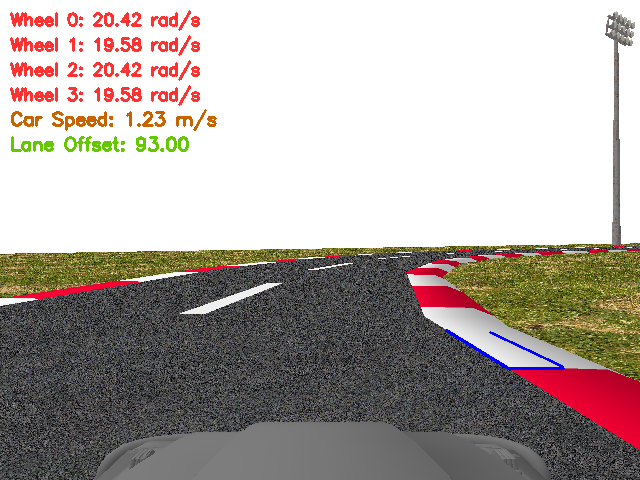 Wheel 0: 20.42 rad/s
Wheel 1: 19.58 rad/s
Wheel 2: 20.42 rad/s
Wheel 3: 19.58 rad/s
Car Speed: 1.23 m/s
Lane Offset: 93.00